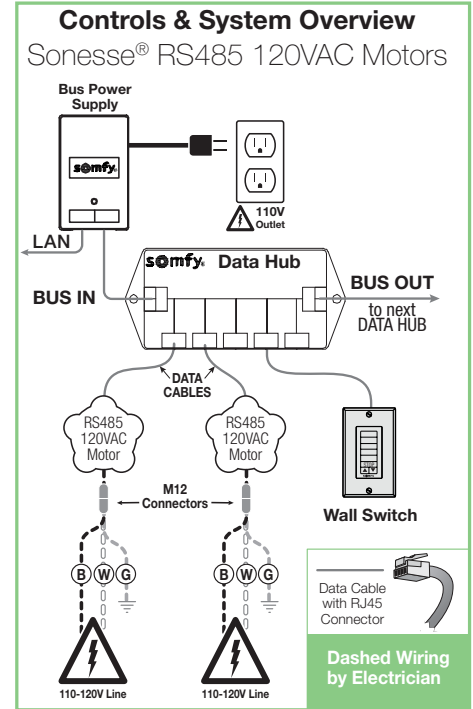 Controls & System Overview
Sonesse® RS485 120VAC Motors
Bus Power
Supply
somfy.
110V
Outlet
LAN
somfy. Data Hub
BUS IN
BUS OUT
to next
DATA HUB
DATA
CABLES
RS485
120VAC
Motor
RS485
120VAC
Motor
M12
Connectors
Wall Switch
B W G
B W G
110-120V Line
110-120V Line
Data Cable
with RJ45
Connector
Dashed Wiring
by Electrician